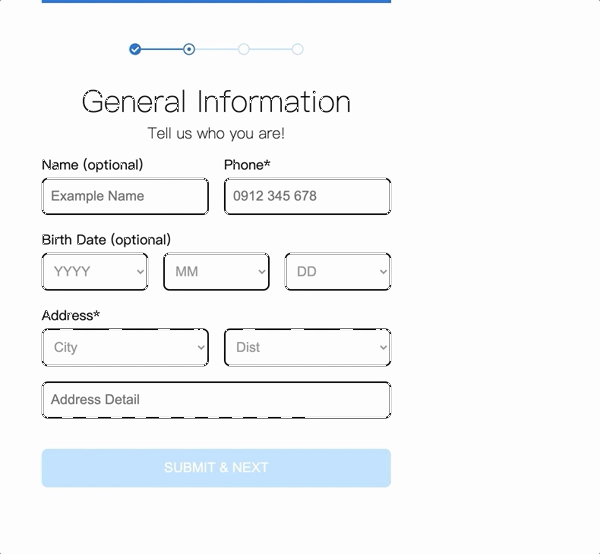 General Information
Tell us who you are!
Name (optional) Phone*
Example Name 0912 345 678
Birth Date (optional)
YYYY MM DD
Address*
City Dist
Address Detail
SUBMIT & NEXT